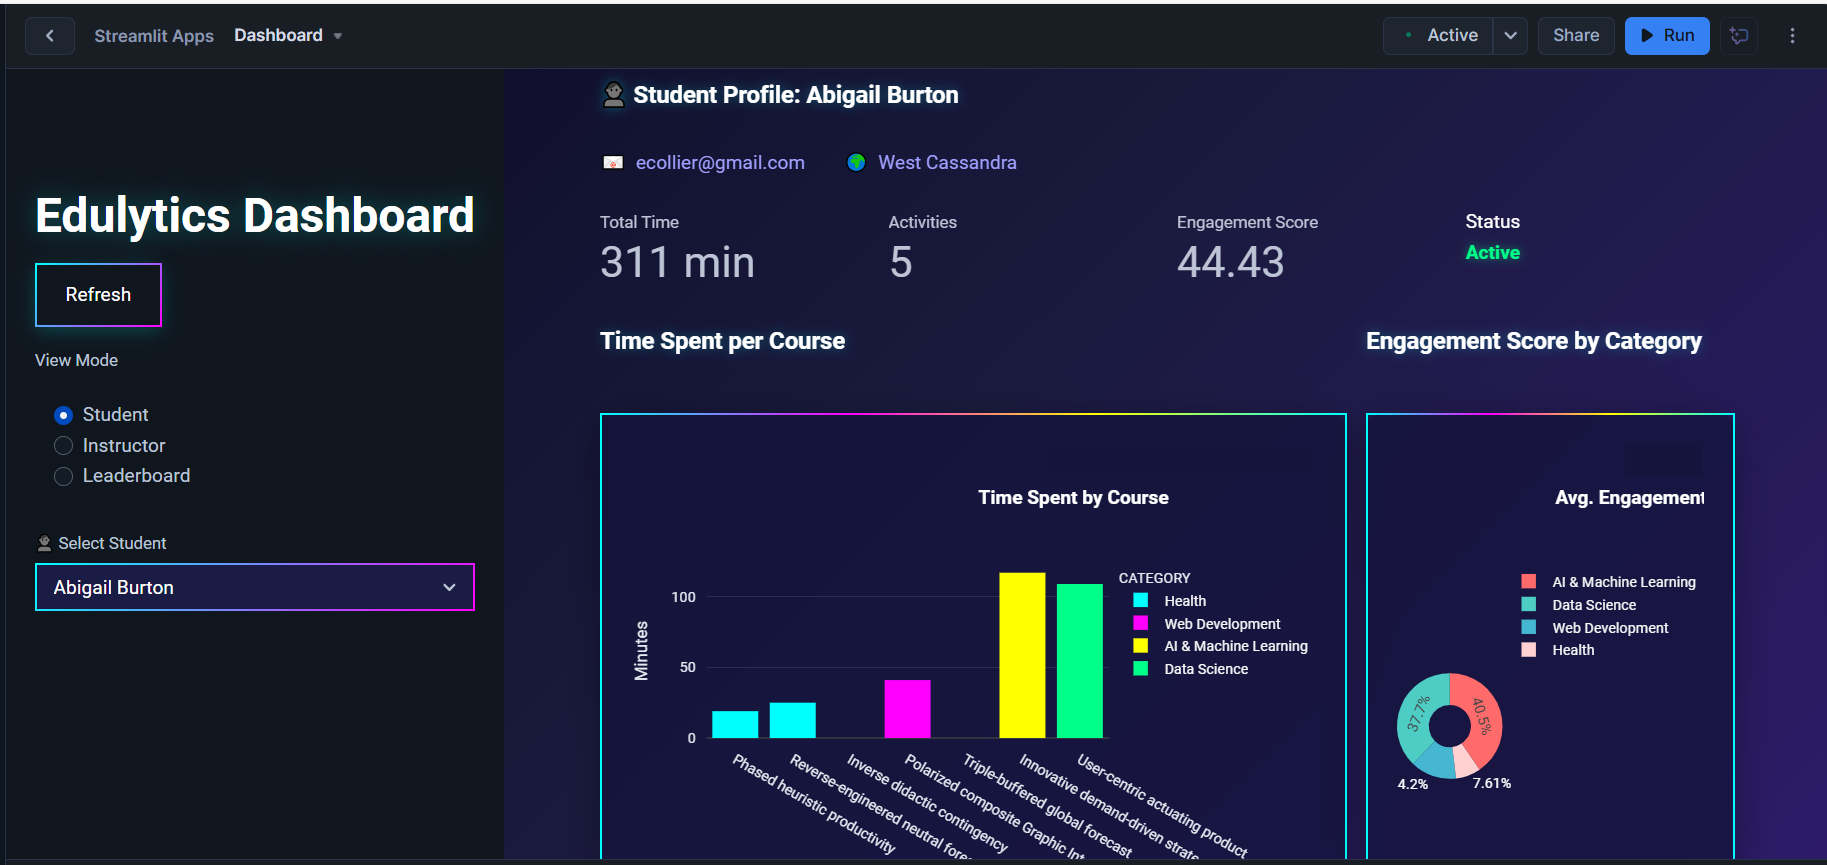 Streamlit Apps Dashboard
Active
Share
Run
Edulytics Dashboard
Refresh
View Mode
Student
Instructor
Leaderboard
Select Student
Abigail Burton
Student Profile: Abigail Burton
ecollier@gmail.com
West Cassandra
Total Time
311 min
Activities
5
Engagement Score
44.43
Status
Active
Time Spent per Course
Time Spent by Course
Minutes
100
50
0
CATEGORY
Health
Web Development
AI & Machine Learning
Data Science
Phased heuristic productivity
Reverse-engineered neutral fore
Inverse didactic contingency
Polarized composite Graphic Int
Triple-buffered global forecast
Innovative demand-driven strate
User-centric actuating product
Engagement Score by Category
Avg. Engagement
AI & Machine Learning
Data Science
Web Development
Health
37.7%
40.5%
4.2%
7.61%